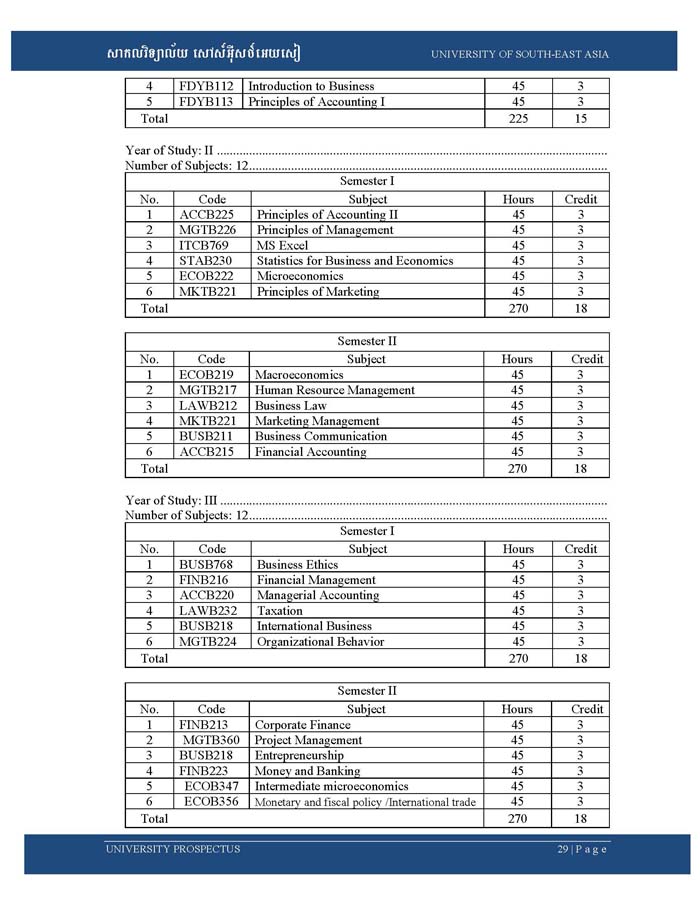 សាកលវិទ្យាល័យ សៅស៍អ៊ីសថ៍អេយសៀ UNIVERSITY OF SOUTH-EAST ASIA
4 FDYB112 Introduction to Business 45 3
5 FDYB113 Principles of Accounting I 45 3
Total 225 15
Year of Study: II ........................................................................................................................
Number of Subjects: 12..............................................................................................................
Semester I
No. Code Subject Hours Credit
1 ACCB225 Principles of Accounting II 45 3
2 MGTB226 Principles of Management 45 3
3 ITCB769 MS Excel 45 3
4 STAB230 Statistics for Business and Economics 45 3
5 ECOB222 Microeconomics 45 3
6 MKTB221 Principles of Marketing 45 3
Total 270 18
Semester II
No. Code Subject Hours Credit
1 ECOB219 Macroeconomics 45 3
2 MGTB217 Human Resource Management 45 3
3 LAWB212 Business Law 45 3
4 MKTB221 Marketing Management 45 3
5 BUSB211 Business Communication 45 3
6 ACCB215 Financial Accounting 45 3
Total 270 18
Year of Study: III .......................................................................................................................
Number of Subjects: 12..............................................................................................................
Semester I
No. Code Subject Hours Credit
1 BUSB768 Business Ethics 45 3
2 FINB216 Financial Management 45 3
3 ACCB220 Managerial Accounting 45 3
4 LAWB232 Taxation 45 3
5 BUSB218 International Business 45 3
6 MGTB224 Organizational Behavior 45 3
Total 270 18
Semester II
No. Code Subject Hours Credit
1 FINB213 Corporate Finance 45 3
2 MGTB360 Project Management 45 3
3 BUSB218 Entrepreneurship 45 3
4 FINB223 Money and Banking 45 3
5 ECOB347 Intermediate microeconomics 45 3
6 ECOB356 Monetary and fiscal policy /International trade 45 3
Total 270 18
UNIVERSITY PROSPECTUS 29 | P a g e